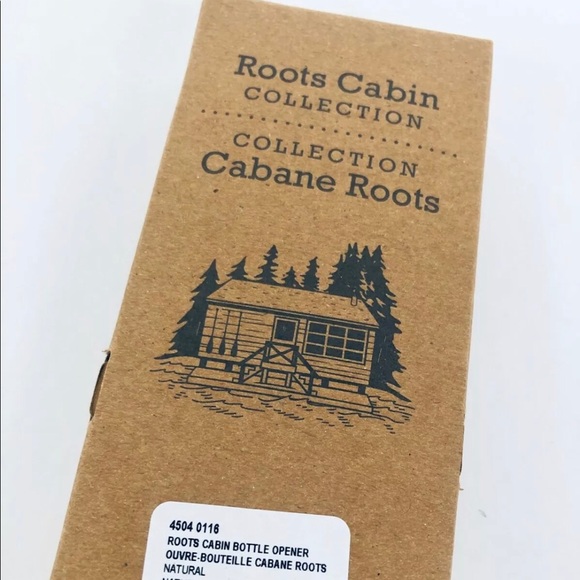 Roots Cabin
COLLECTION
COLLECTION
Cabane Roots
4504 0116
ROOTS CABIN BOTTLE OPENER
OUVRE-BOUTEILLE CABANE ROOTS
NATURAL